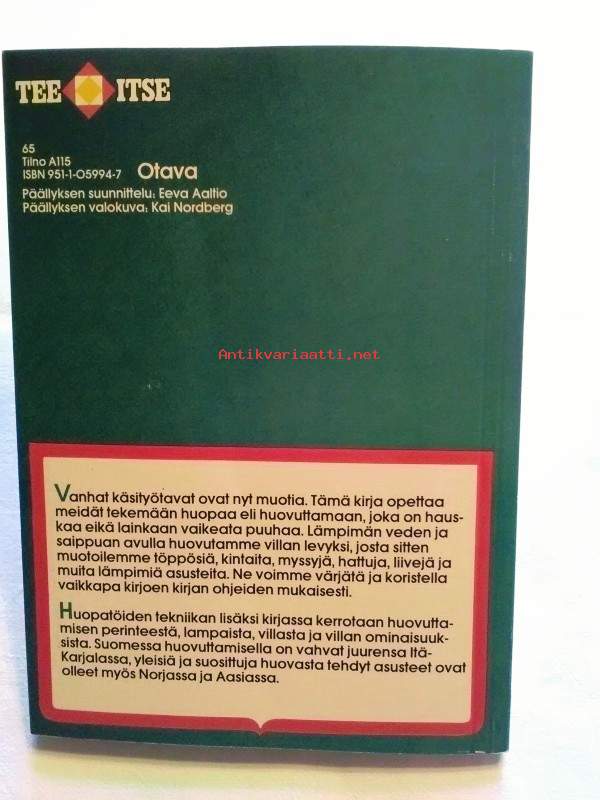 TEE ITSE
65
Tilno A115
ISBN 951-1-05994-7 Otava
Päällyksen suunnittelu: Eeva Aaltio
Päällyksen valokuva: Kai Nordberg
Antikvariaatti.net
Vanhat käsityötavat ovat nyt muotia. Tämä kirja opettaa
meidät tekemään huopaa eli huovuttamaan, joka on haus-
kaa eikä lainkaan vaikeata puuhaa. Lämpimän veden ja
saippuan avulla huovutamme villan levyksi, josta sitten
muotoilemme töppösiä, kintaita, myssyjä, hattuja, liivejä ja
muita lämpimiä asusteita. Ne voimme värjätä ja koristella
vaikkapa kirjoen kirjan ohjeiden mukaisesti.
Huopatöiden tekniikan lisäksi kirjassa kerrotaan huovutta-
misen perinteestä, lampaista, villasta ja villan ominaisuuk-
sista. Suomessa huovuttamisella on vahvat juurensa Itä-
Karjalassa, yleisiä ja suosittuja huovasta tehdyt asusteet ovat
olleet myös Norjassa ja Aasiassa.